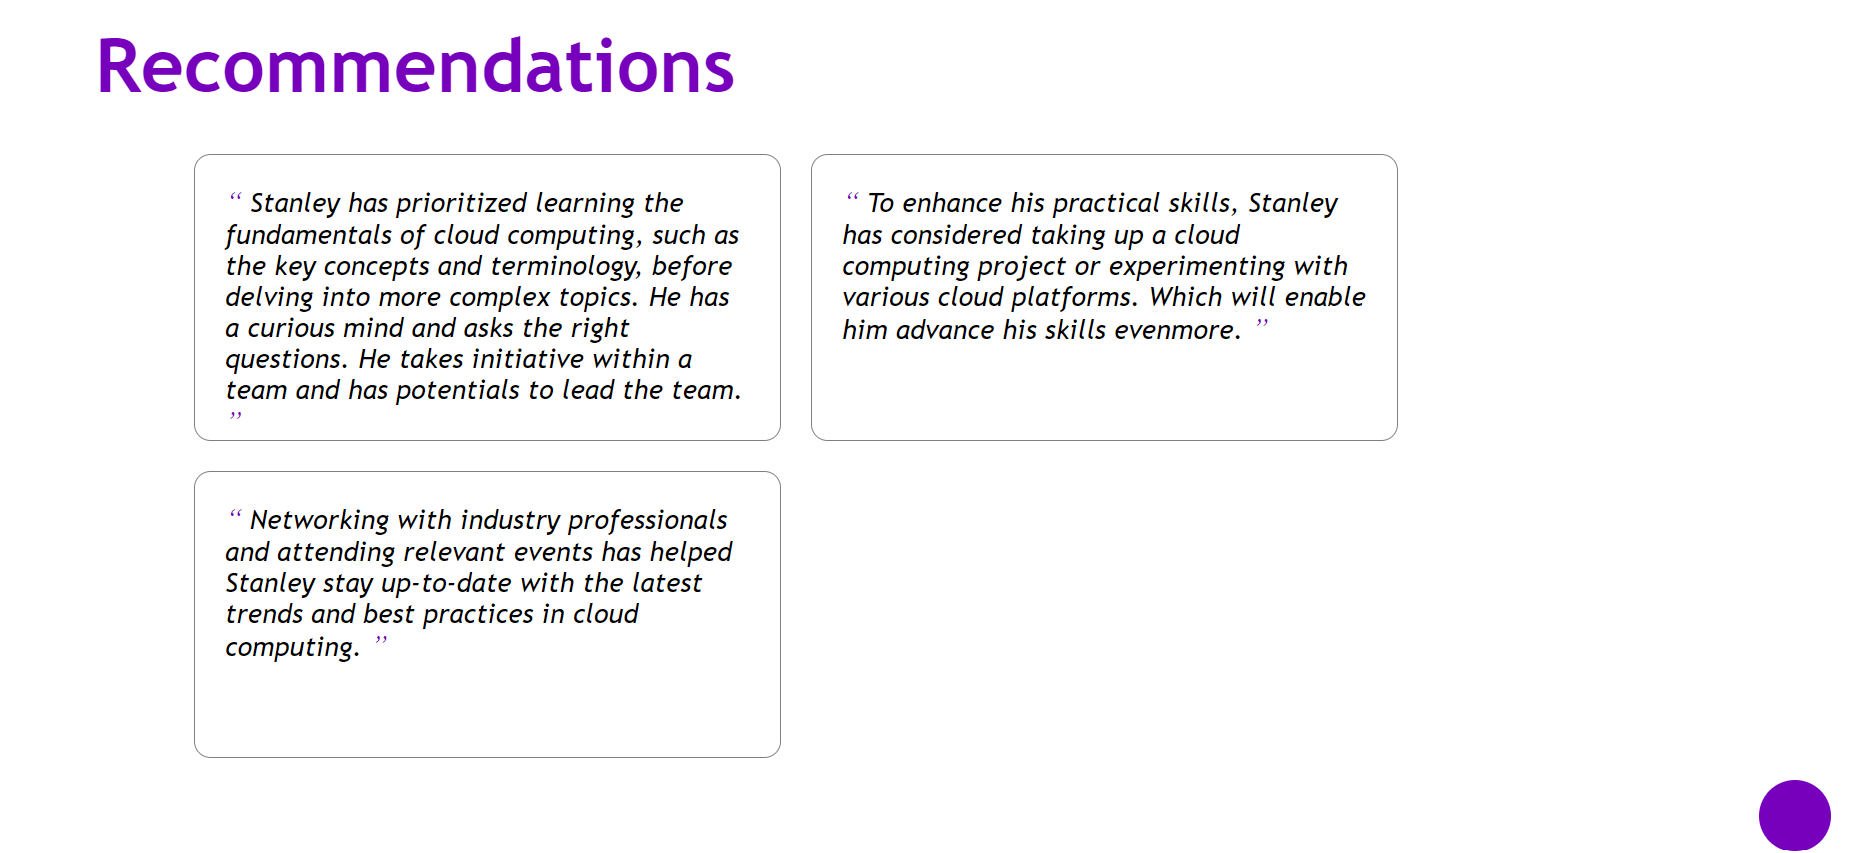 Recommendations
“ Stanley has prioritized learning the
fundamentals of cloud computing, such as
the key concepts and terminology, before
delving into more complex topics. He has
a curious mind and asks the right
questions. He takes initiative within a
team and has potentials to lead the team.
”
“ To enhance his practical skills, Stanley
has considered taking up a cloud
computing project or experimenting with
various cloud platforms. Which will enable
him advance his skills evenmore. ”
“ Networking with industry professionals
and attending relevant events has helped
Stanley stay up-to-date with the latest
trends and best practices in cloud
computing. ”